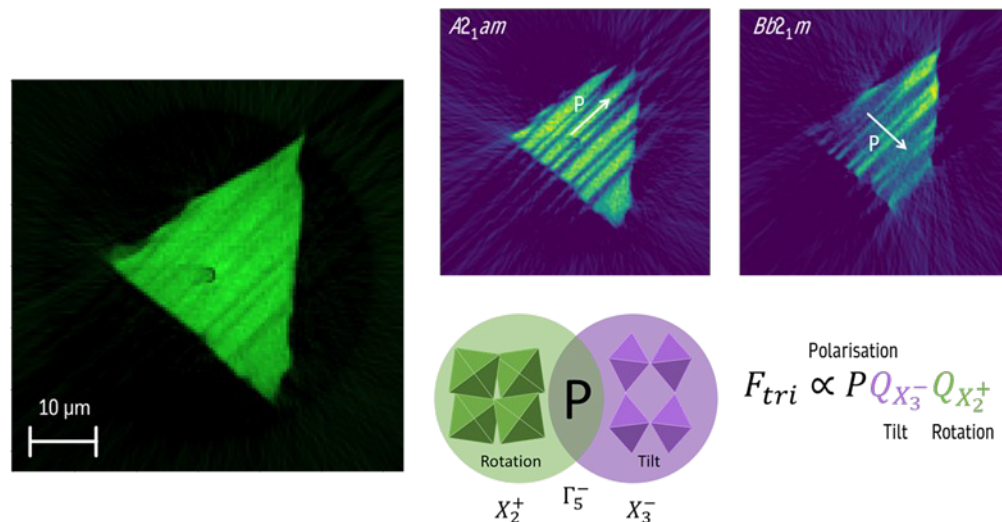 A2₁am
Bb2₁m
P
P
10 µm
P
Rotation
Tilt
X₂⁺
Γ₅⁻
X₃⁻
Polarisation
F_tri ∝ PQ_X₃⁻Q_X₂⁺
Tilt Rotation